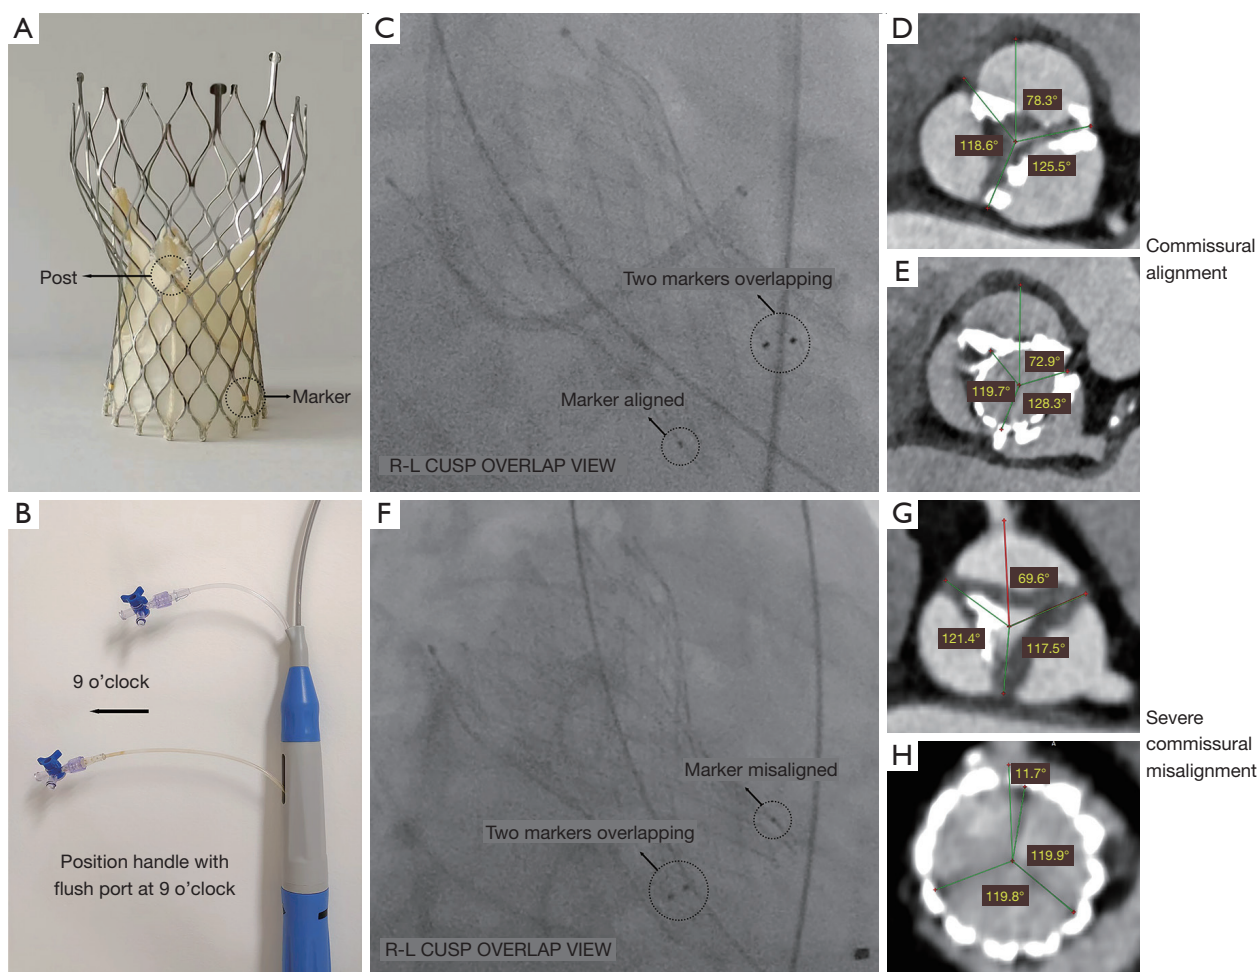 A
Post
Marker
B
9 o'clock
Position handle with
flush port at 9 o'clock
C
Two markers overlapping
Marker aligned
R-L CUSP OVERLAP VIEW
D
78.3°
118.6°
125.5°
E
72.9°
119.7°
128.3°
Commissural
alignment
F
Marker misaligned
Two markers overlapping
R-L CUSP OVERLAP VIEW
G
69.6°
121.4°
117.5°
H
A
11.7°
119.9°
119.8°
Severe
commissural
misalignment